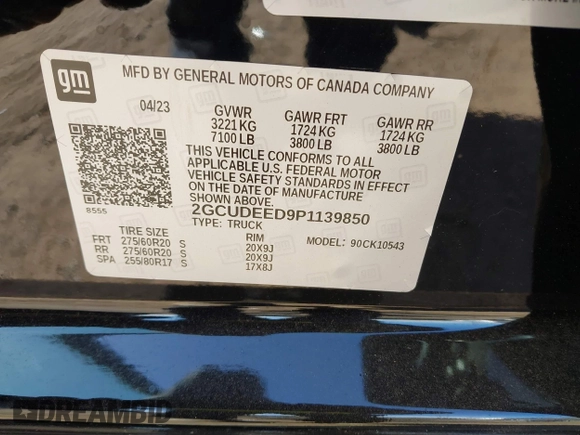 gm
MFD BY GENERAL MOTORS OF CANADA COMPANY
04/23 GVWR GAWR FRT GAWR RR
3221 KG 1724 KG 1724 KG
7100 LB 3800 LB 3800 LB
THIS VEHICLE CONFORMS TO ALL
APPLICABLE U.S. FEDERAL MOTOR
VEHICLE SAFETY STANDARDS IN EFFECT
ON THE DATE OF MANUFACTURE
SHOWN ABOVE.
8555 2GCUDEED9P1139850
TYPE: TRUCK
TIRE SIZE RIM MODEL: 90CK10543
FRT 275/60R20 S 20X9J
RR 275/60R20 S 20X9J
SPA 255/80R17 S 17X8J
DREAMBID